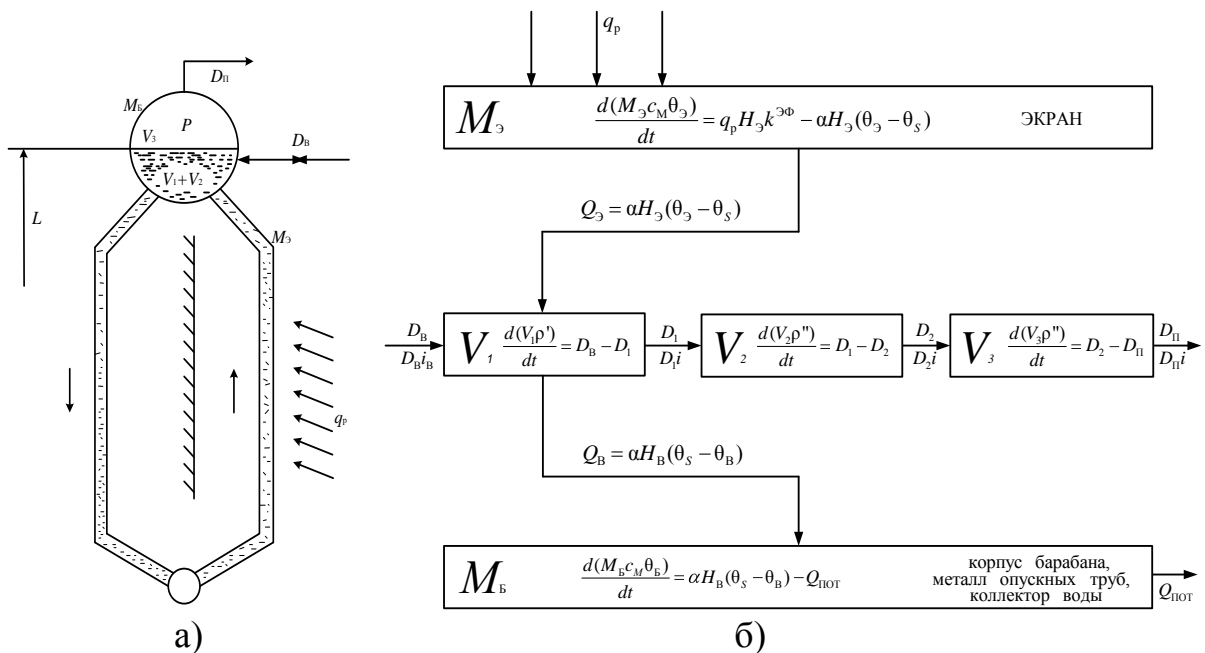 D_П
M_Б
P
V_3
D_В
V_1+V_2
L
M_Э
q_р
а)
q_р
M_Э d(M_Э c_М θ_Э)/dt = q_р H_Э k^ЭФ − αH_Э(θ_Э − θ_S) ЭКРАН
Q_Э = αH_Э(θ_Э − θ_S)
D_В
D_В i_В
V_1 d(V_1ρ')/dt = D_В − D_1
D_1
D_1 i
V_2 d(V_2ρ'')/dt = D_1 − D_2
D_2
D_2 i
V_3 d(V_3ρ'')/dt = D_2 − D_П
D_П
D_П i
Q_В = αH_В(θ_S − θ_В)
M_Б d(M_Б c_М θ_Б)/dt = αH_В(θ_S − θ_В) − Q_ПОТ
корпус барабана,
металл опускных труб,
коллектор воды
Q_ПОТ
б)